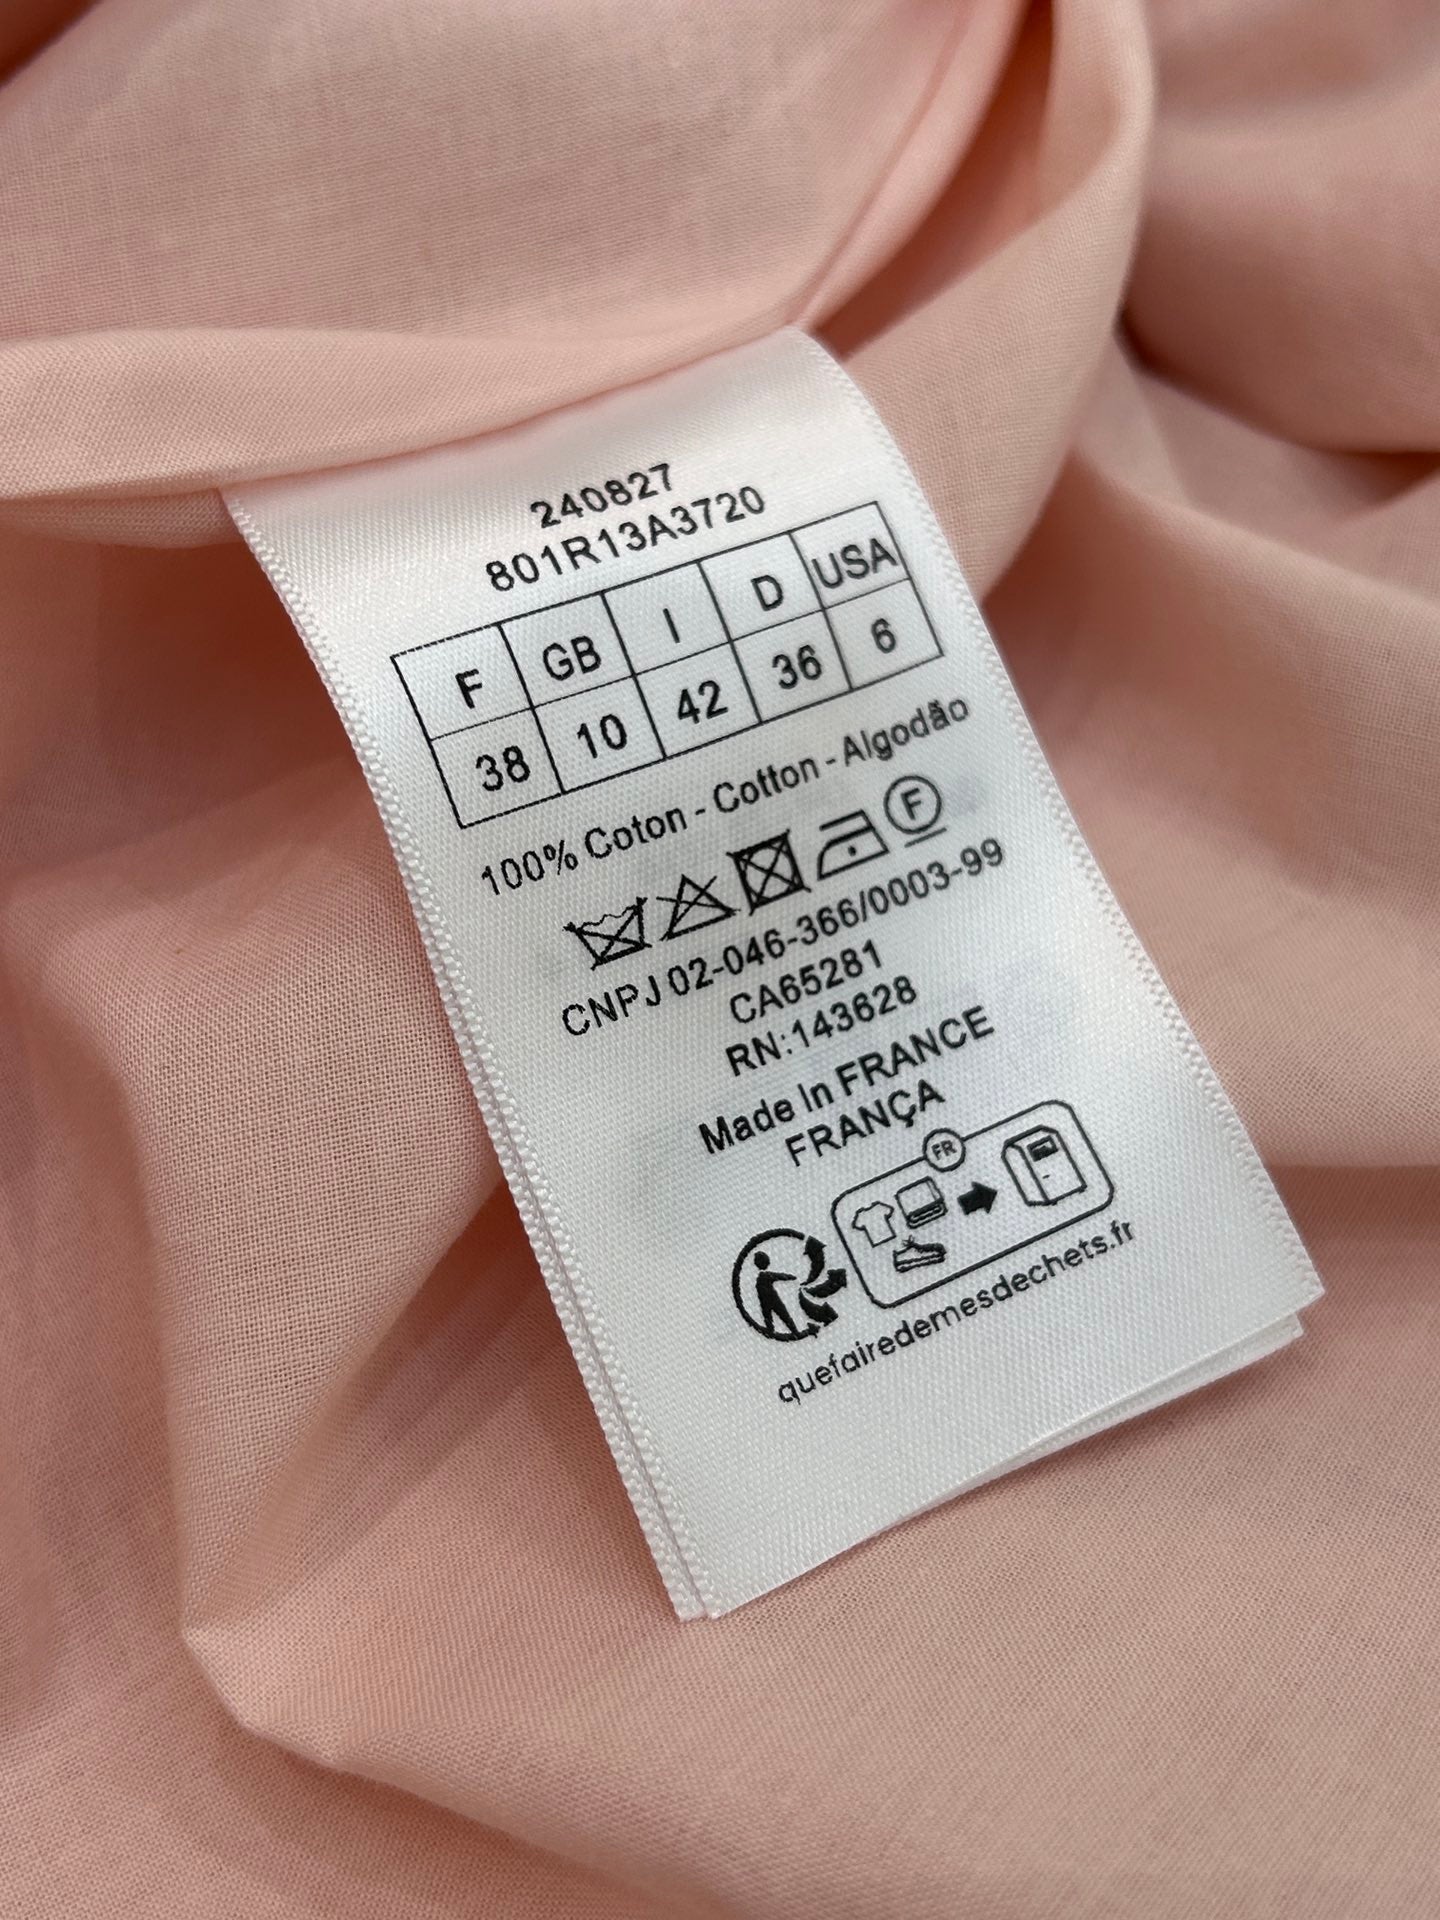 240827
801R13A3720
F GB I D USA
38 10 42 36 6
100% Coton - Cotton - Algodão
F
CNPJ 02-046-366/0003-99
CA65281
RN:143628
Made In FRANCE
FRANÇA
FR
quefairedemesdechets.fr